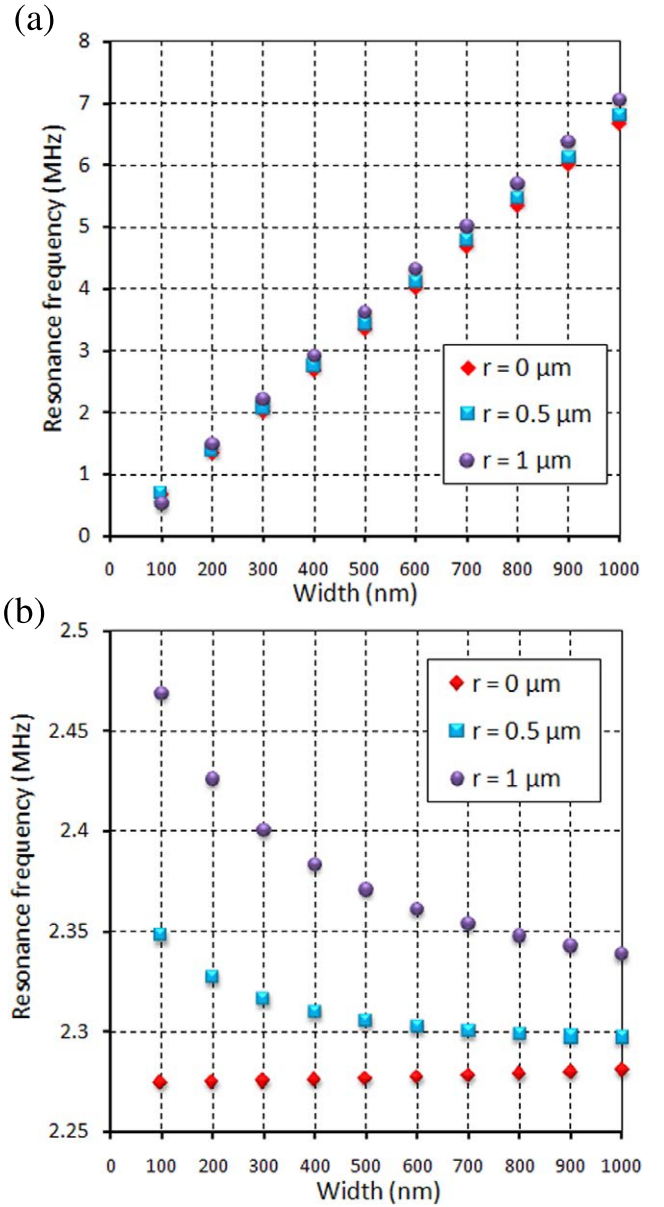 (a)
8
7
6
5
4
3
2
1
0
Resonance frequency (MHz)
r = 0 μm
r = 0.5 μm
r = 1 μm
0 100 200 300 400 500 600 700 800 900 1000
Width (nm)
(b)
2.5
2.45
2.4
2.35
2.3
2.25
Resonance frequency (MHz)
r = 0 μm
r = 0.5 μm
r = 1 μm
0 100 200 300 400 500 600 700 800 900 1000
Width (nm)